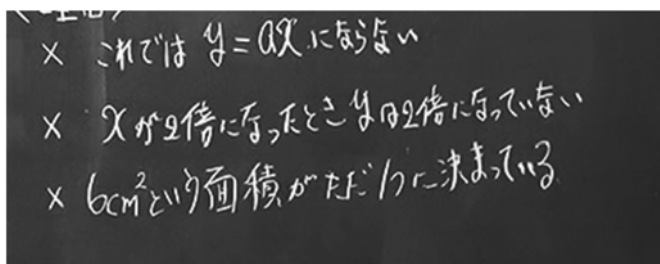 × これでは y=axにならない
× xが2倍になったときyは2倍になっていない
× 6cm²という面積がただ1つに決まっている